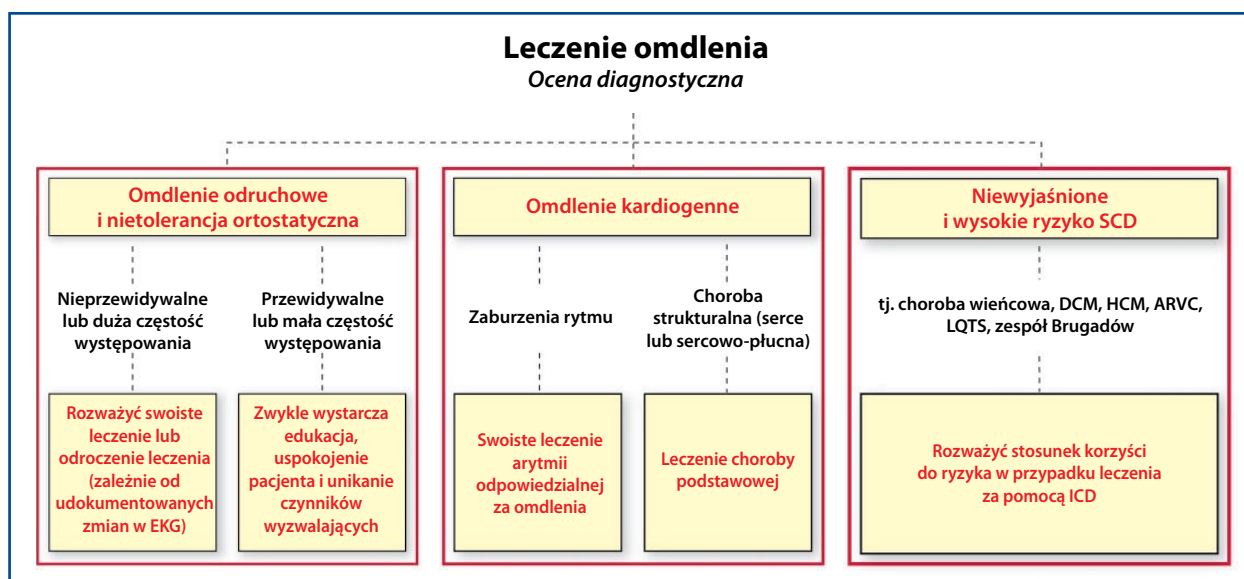 Leczenie omdlenia
Ocena diagnostyczna
Omdlenie odruchowe
i nietolerancja ortostatyczna
Nieprzewidywalne
lub duża częstość
występowania
Przewidywalne
lub mała częstość
występowania
Rozważyć swoiste
leczenie lub
odroczenie leczenia
(zależnie od
udokumentowanych
zmian w EKG)
Zwykle wystarcza
edukacja,
uspokojenie
pacjenta i unikanie
czynników
wyzwalających
Omdlenie kardiogenne
Zaburzenia rytmu
Choroba
strukturalna (serce
lub sercowo-płucna)
Swoiste leczenie
arytmii
odpowiedzialnej
za omdlenia
Leczenie choroby
podstawowej
Niewyjaśnione
i wysokie ryzyko SCD
tj. choroba wieńcowa, DCM, HCM, ARVC,
LQTS, zespół Brugadów
Rozważyć stosunek korzyści
do ryzyka w przypadku leczenia
za pomocą ICD